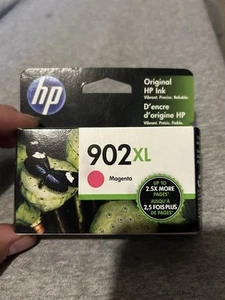 hp
Original
HP Ink
Vibrant. Crisp. Reliable.
D'encre
d'origine HP
902XL
Magenta
UP TO
2.5X MORE
PAGES
JUSQU'À
2,5 FOIS PLUS
DE PAGES